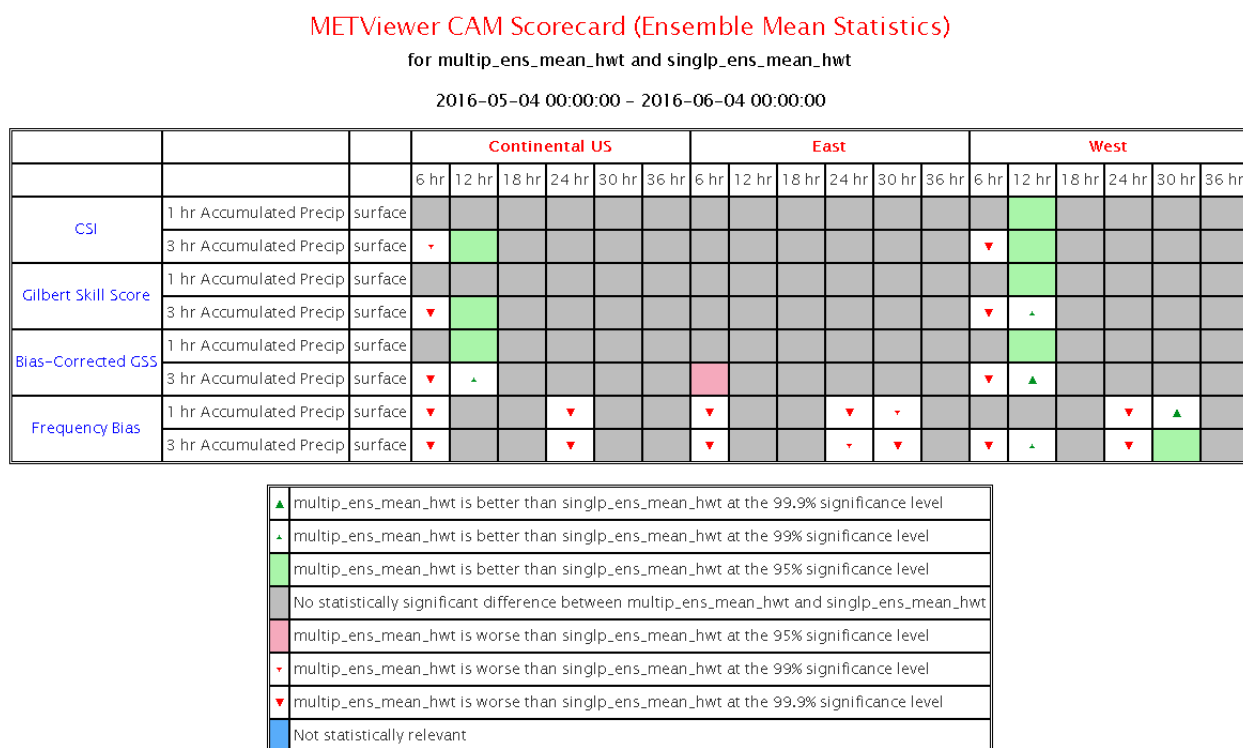 METViewer CAM Scorecard (Ensemble Mean Statistics)
for multip_ens_mean_hwt and singlp_ens_mean_hwt
2016-05-04 00:00:00 - 2016-06-04 00:00:00
Continental US East West
6 hr 12 hr 18 hr 24 hr 30 hr 36 hr 6 hr 12 hr 18 hr 24 hr 30 hr 36 hr 6 hr 12 hr 18 hr 24 hr 30 hr 36 hr
CSI
1 hr Accumulated Precip surface
3 hr Accumulated Precip surface
Gilbert Skill Score
1 hr Accumulated Precip surface
3 hr Accumulated Precip surface
Bias-Corrected GSS
1 hr Accumulated Precip surface
3 hr Accumulated Precip surface
Frequency Bias
1 hr Accumulated Precip surface
3 hr Accumulated Precip surface
multip_ens_mean_hwt is better than singlp_ens_mean_hwt at the 99.9% significance level
multip_ens_mean_hwt is better than singlp_ens_mean_hwt at the 99% significance level
multip_ens_mean_hwt is better than singlp_ens_mean_hwt at the 95% significance level
No statistically significant difference between multip_ens_mean_hwt and singlp_ens_mean_hwt
multip_ens_mean_hwt is worse than singlp_ens_mean_hwt at the 95% significance level
multip_ens_mean_hwt is worse than singlp_ens_mean_hwt at the 99% significance level
multip_ens_mean_hwt is worse than singlp_ens_mean_hwt at the 99.9% significance level
Not statistically relevant